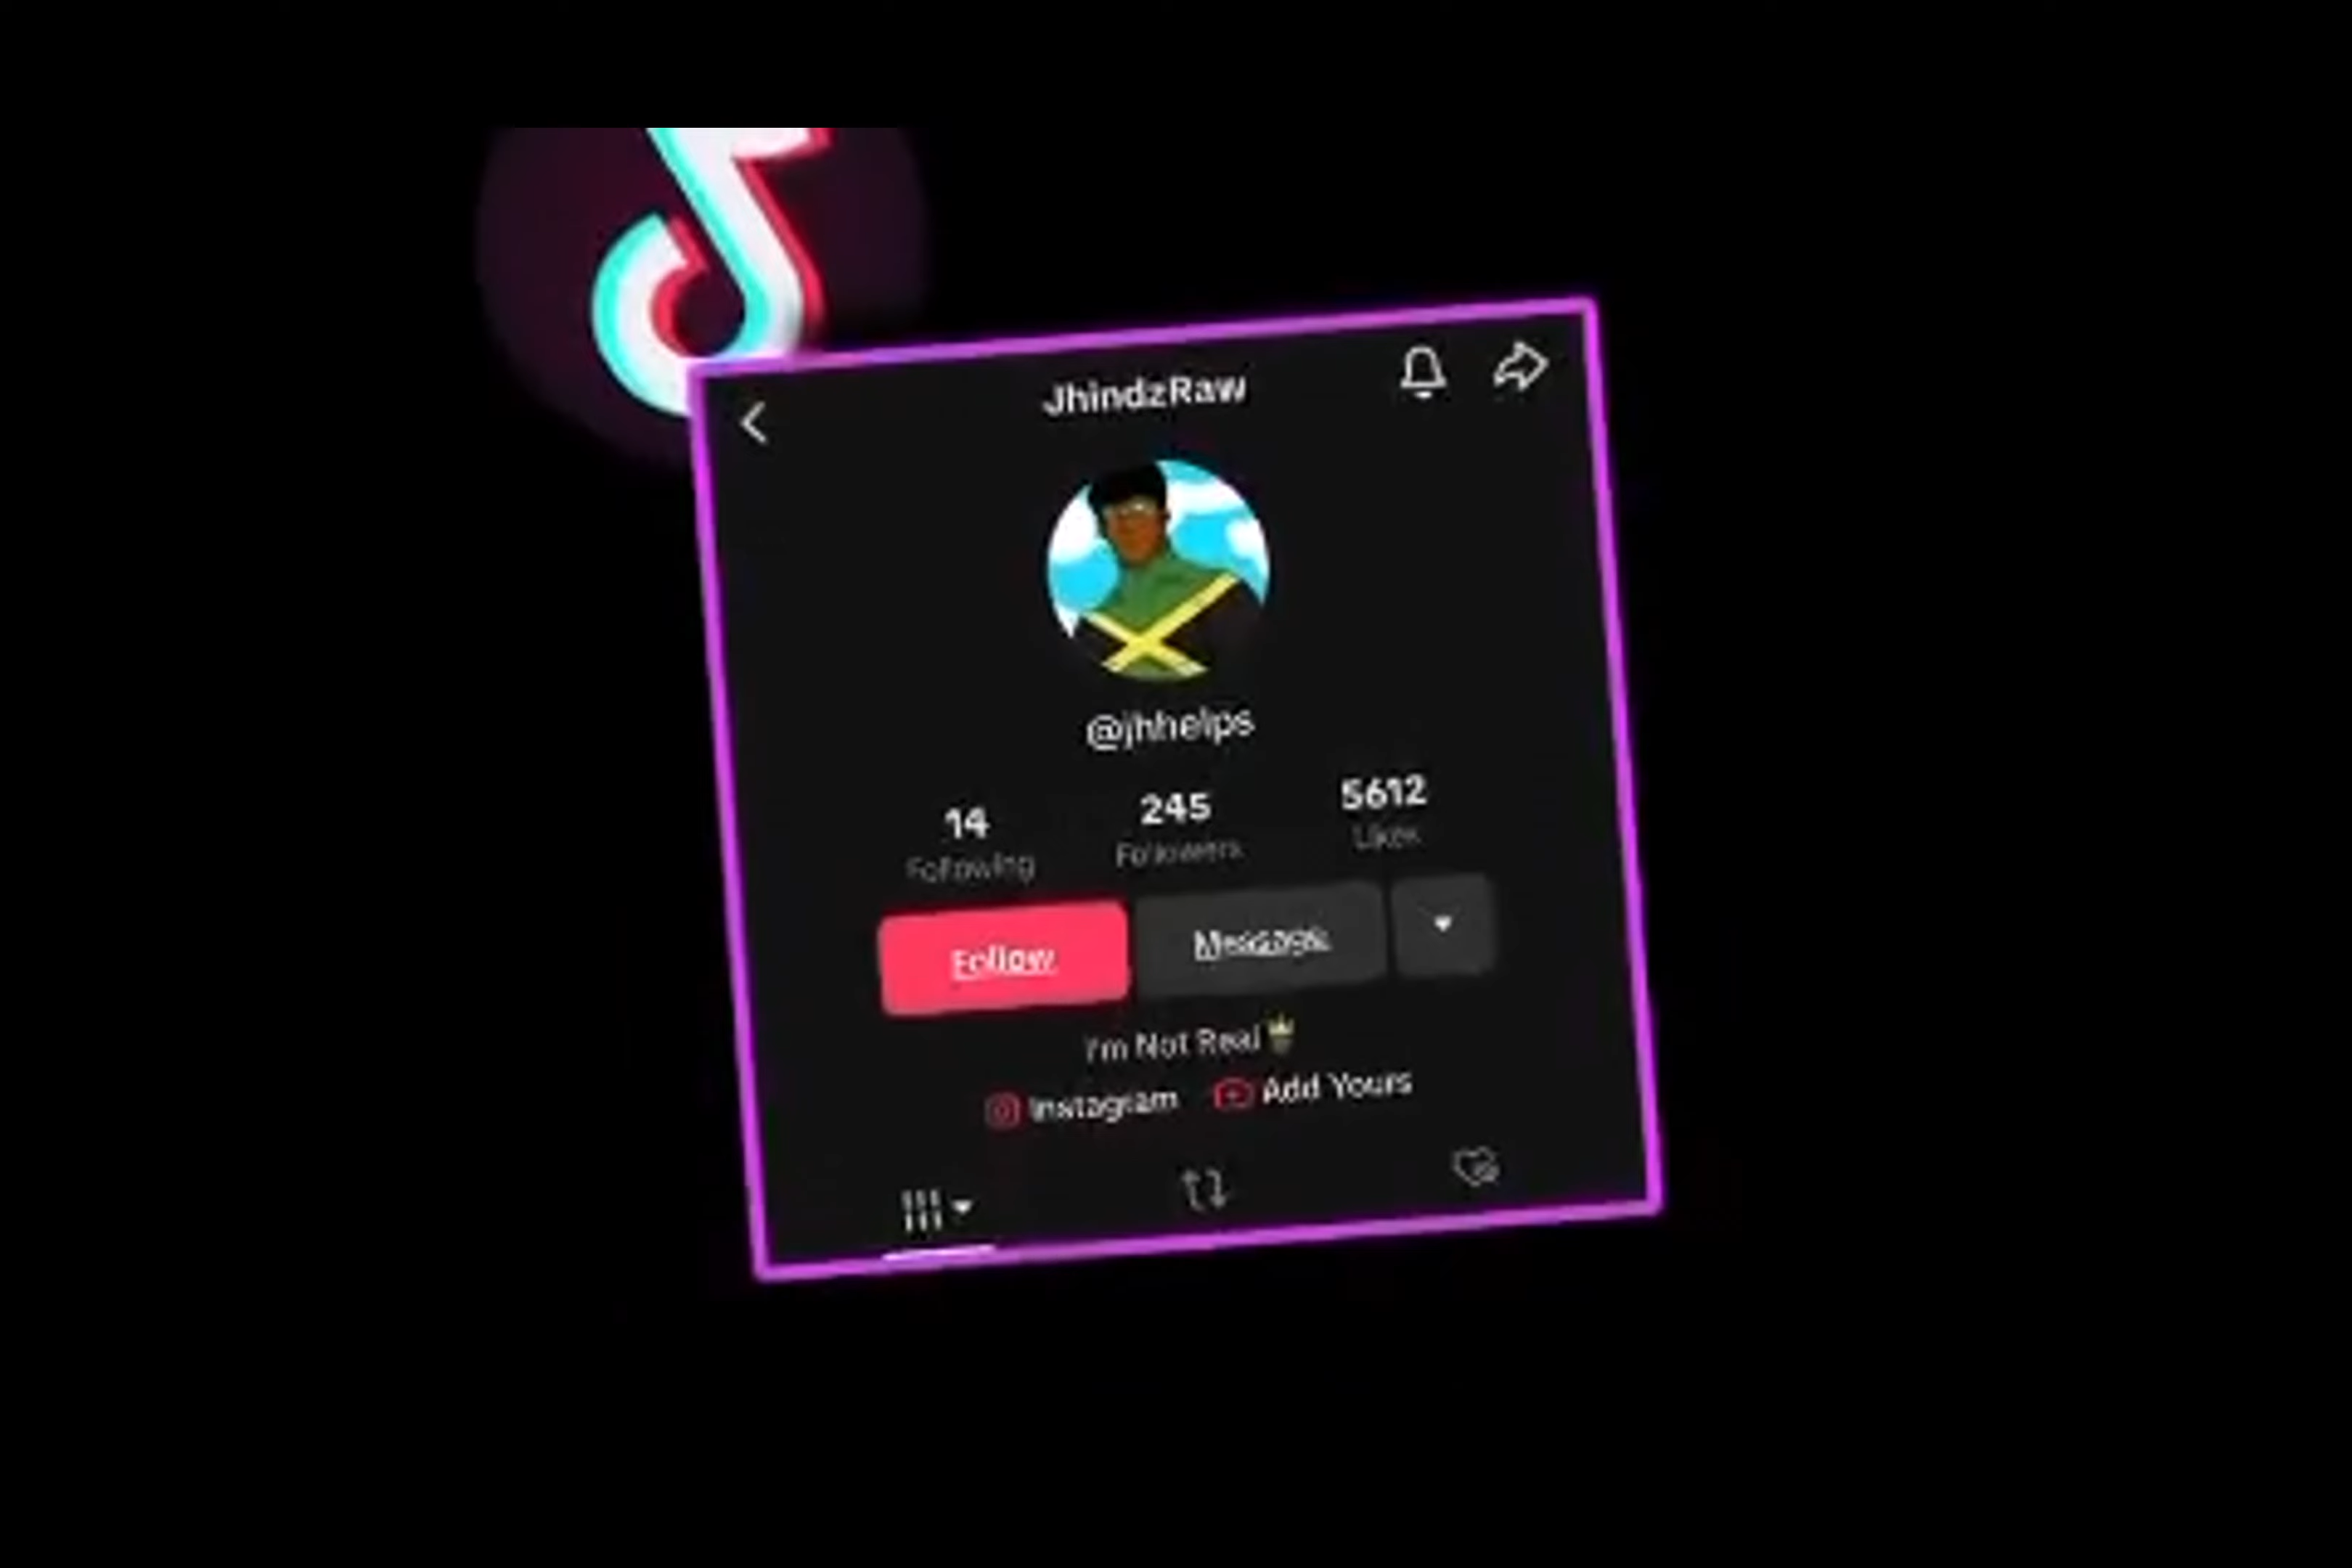 JhindzRaw
@jhhelps
14 245 5612
Following Followers Likes
Follow Message
I'm Not Real
Instagram Add Yours